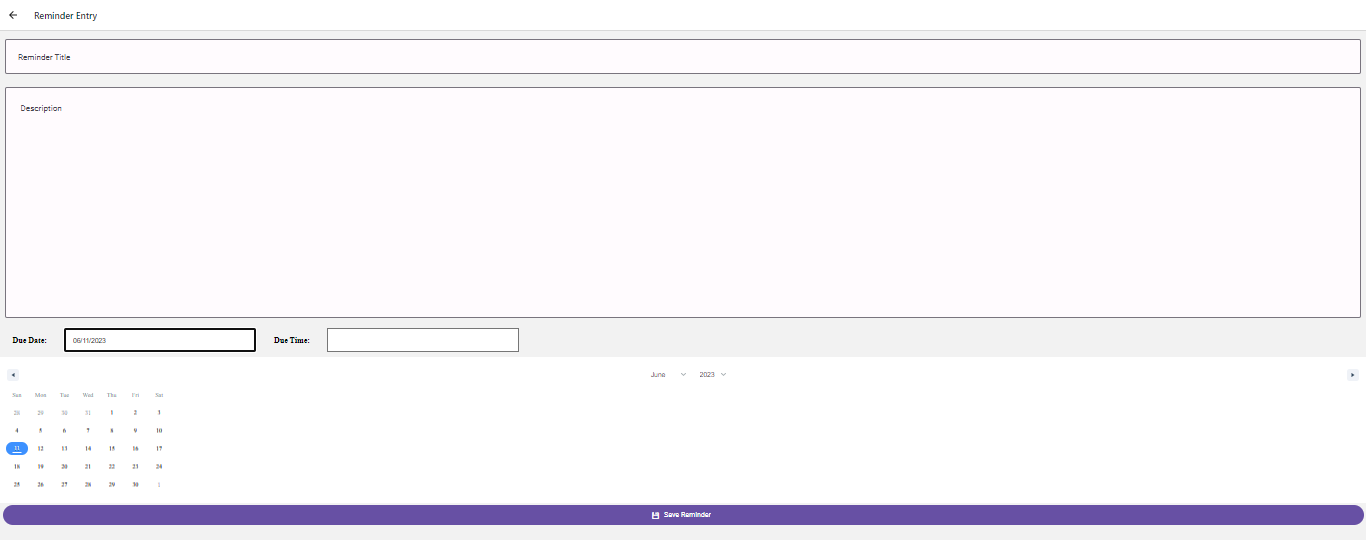 Reminder Entry
Reminder Title
Description
Due Date: 06/11/2023 Due Time:
June 2023
Sun Mon Tue Wed Thu Fri Sat
28 29 30 31 1 2 3
4 5 6 7 8 9 10
11 12 13 14 15 16 17
18 19 20 21 22 23 24
25 26 27 28 29 30 1
Save Reminder